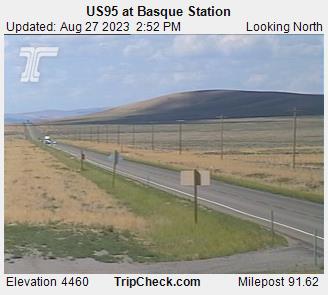 US95 at Basque Station
Updated: Aug 27 2023 2:52 PM Looking North
Elevation 4460 TripCheck.com Milepost 91.62